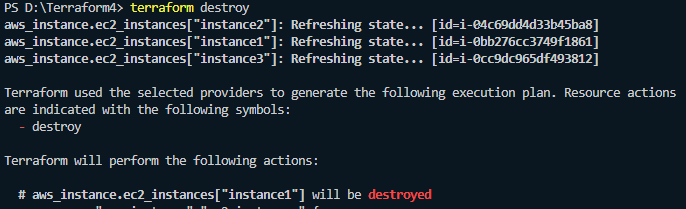 PS D:\Terraform4> terraform destroy
aws_instance.ec2_instances["instance2"]: Refreshing state... [id=i-04c69dd4d33b45ba8]
aws_instance.ec2_instances["instance1"]: Refreshing state... [id=i-0bb276cc3749f1861]
aws_instance.ec2_instances["instance3"]: Refreshing state... [id=i-0cc9dc965df493812]
Terraform used the selected providers to generate the following execution plan. Resource actions
are indicated with the following symbols:
- destroy
Terraform will perform the following actions:
# aws_instance.ec2_instances["instance1"] will be destroyed